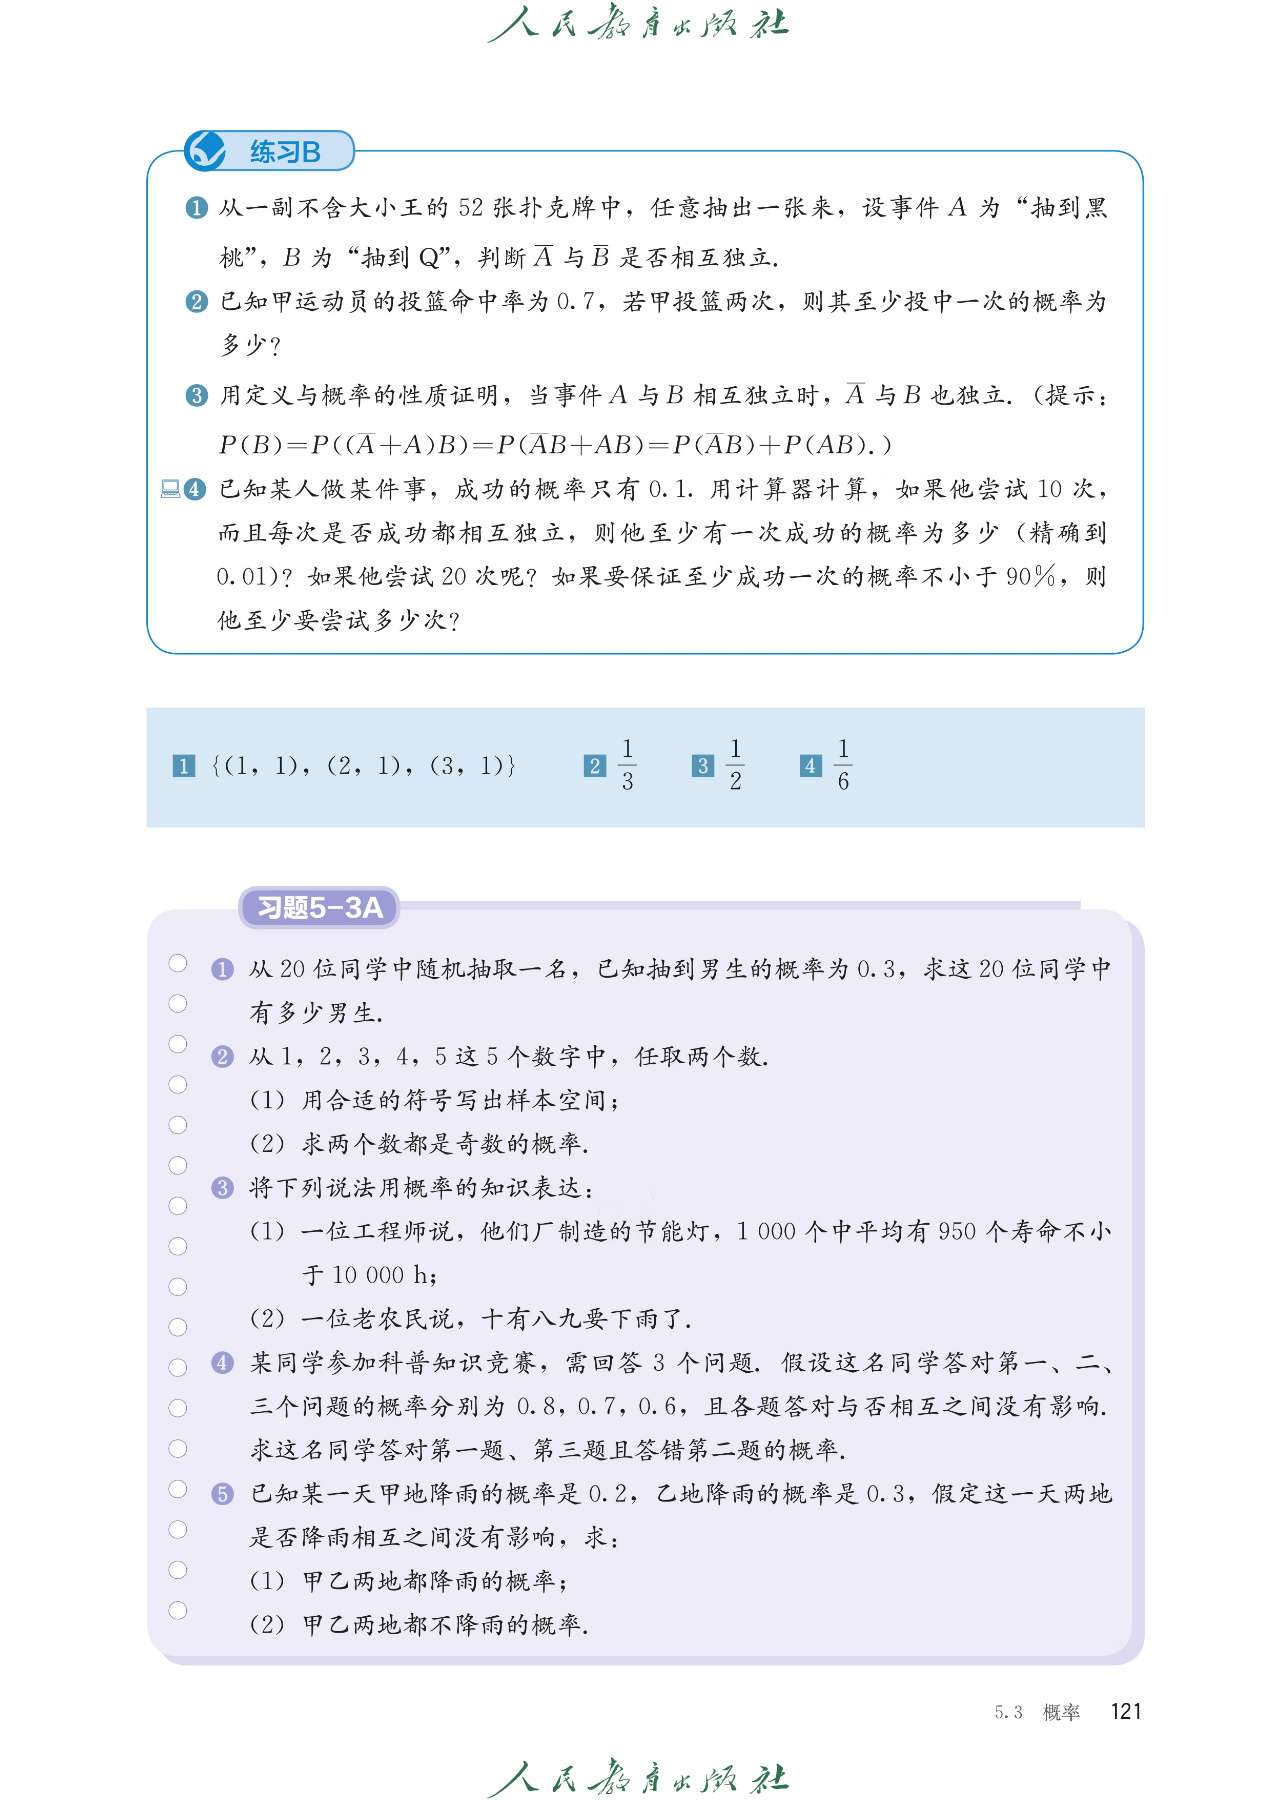 人民教育出版社
练习B
1 从一副不含大小王的 52 张扑克牌中，任意抽出一张来，设事件 A 为“抽到黑
桃”，B 为“抽到 Q”，判断 A̅ 与 B̅ 是否相互独立.
2 已知甲运动员的投篮命中率为 0.7，若甲投篮两次，则其至少投中一次的概率为
多少？
3 用定义与概率的性质证明，当事件 A 与 B 相互独立时，A̅ 与 B 也独立.（提示：
P(B)=P((A̅+A)B)=P(A̅B+AB)=P(A̅B)+P(AB).）
4 已知某人做某件事，成功的概率只有 0.1. 用计算器计算，如果他尝试 10 次，
而且每次是否成功都相互独立，则他至少有一次成功的概率为多少（精确到
0.01）？如果他尝试 20 次呢？如果要保证至少成功一次的概率不小于 90%，则
他至少要尝试多少次？
1 {(1，1)，(2，1)，(3，1)} 2 1/3 3 1/2 4 1/6
习题5-3A
1 从 20 位同学中随机抽取一名，已知抽到男生的概率为 0.3，求这 20 位同学中
有多少男生.
2 从 1，2，3，4，5 这 5 个数字中，任取两个数.
（1）用合适的符号写出样本空间；
（2）求两个数都是奇数的概率.
3 将下列说法用概率的知识表达：
（1）一位工程师说，他们厂制造的节能灯，1 000 个中平均有 950 个寿命不小
于 10 000 h；
（2）一位老农民说，十有八九要下雨了.
4 某同学参加科普知识竞赛，需回答 3 个问题. 假设这名同学答对第一、二、
三个问题的概率分别为 0.8，0.7，0.6，且各题答对与否相互之间没有影响.
求这名同学答对第一题、第三题且答错第二题的概率.
5 已知某一天甲地降雨的概率是 0.2，乙地降雨的概率是 0.3，假定这一天两地
是否降雨相互之间没有影响，求：
（1）甲乙两地都降雨的概率；
（2）甲乙两地都不降雨的概率.
5.3 概率 121
人民教育出版社